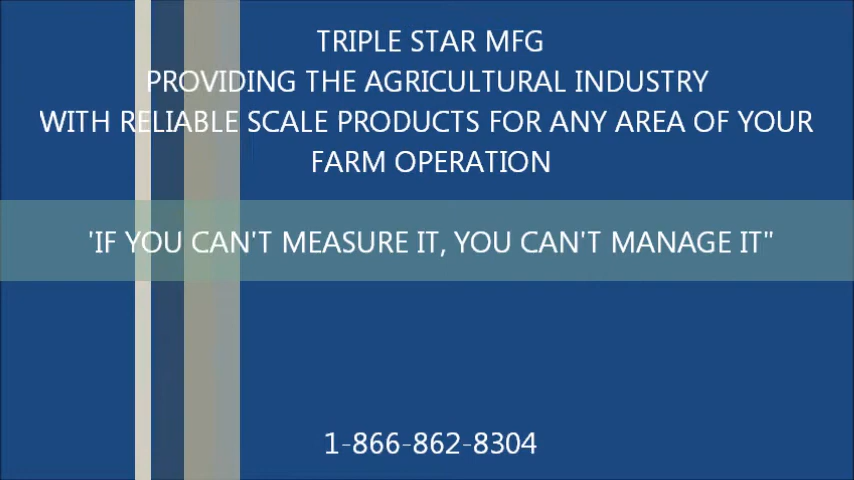 TRIPLE STAR MFG
PROVIDING THE AGRICULTURAL INDUSTRY
WITH RELIABLE SCALE PRODUCTS FOR ANY AREA OF YOUR
FARM OPERATION
'IF YOU CAN'T MEASURE IT, YOU CAN'T MANAGE IT"
1-866-862-8304